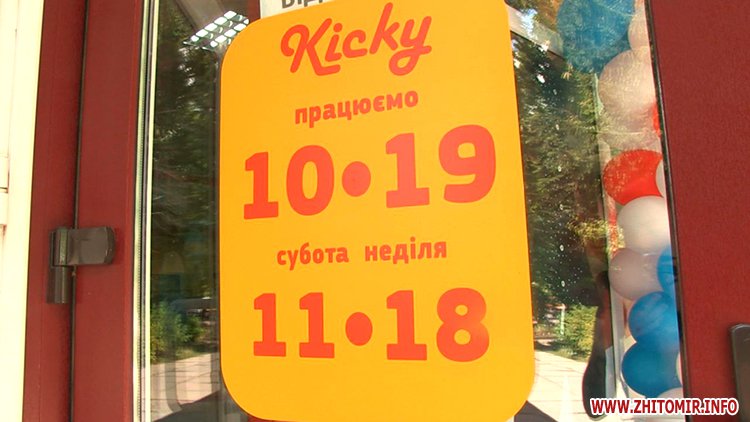 Kicky
працюємо
10•19
субота неділя
11•18
WWW.ZHITOMIR.INFO